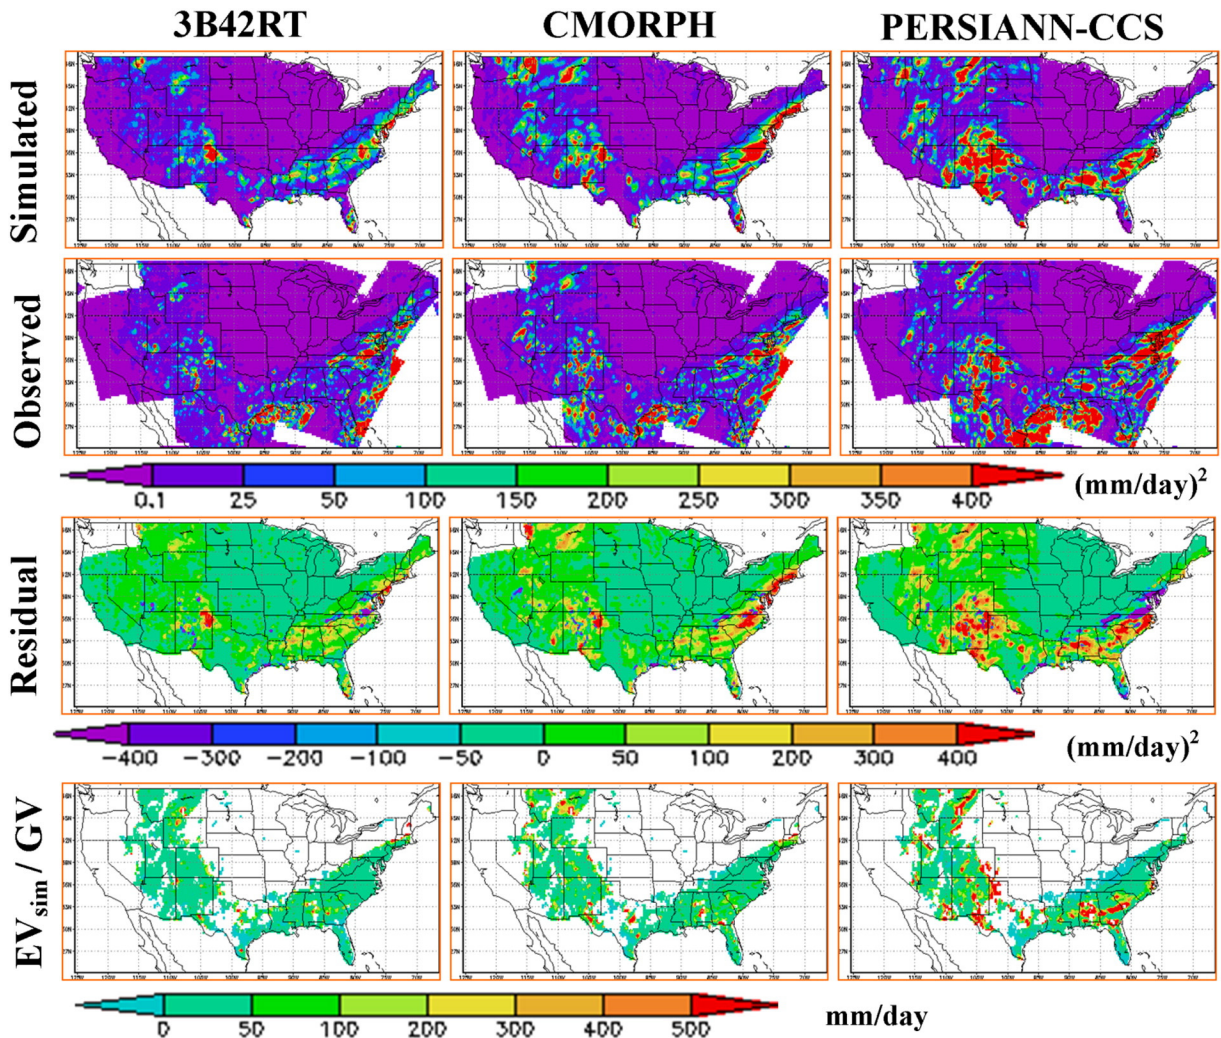 3B42RT CMORPH PERSIANN-CCS
Simulated
Observed
0.1 25 50 100 150 200 250 300 350 400 (mm/day)²
Residual
−400 −300 −200 −100 −50 0 50 100 200 300 400 (mm/day)²
EVsim / GV
0 50 100 200 300 400 500 mm/day